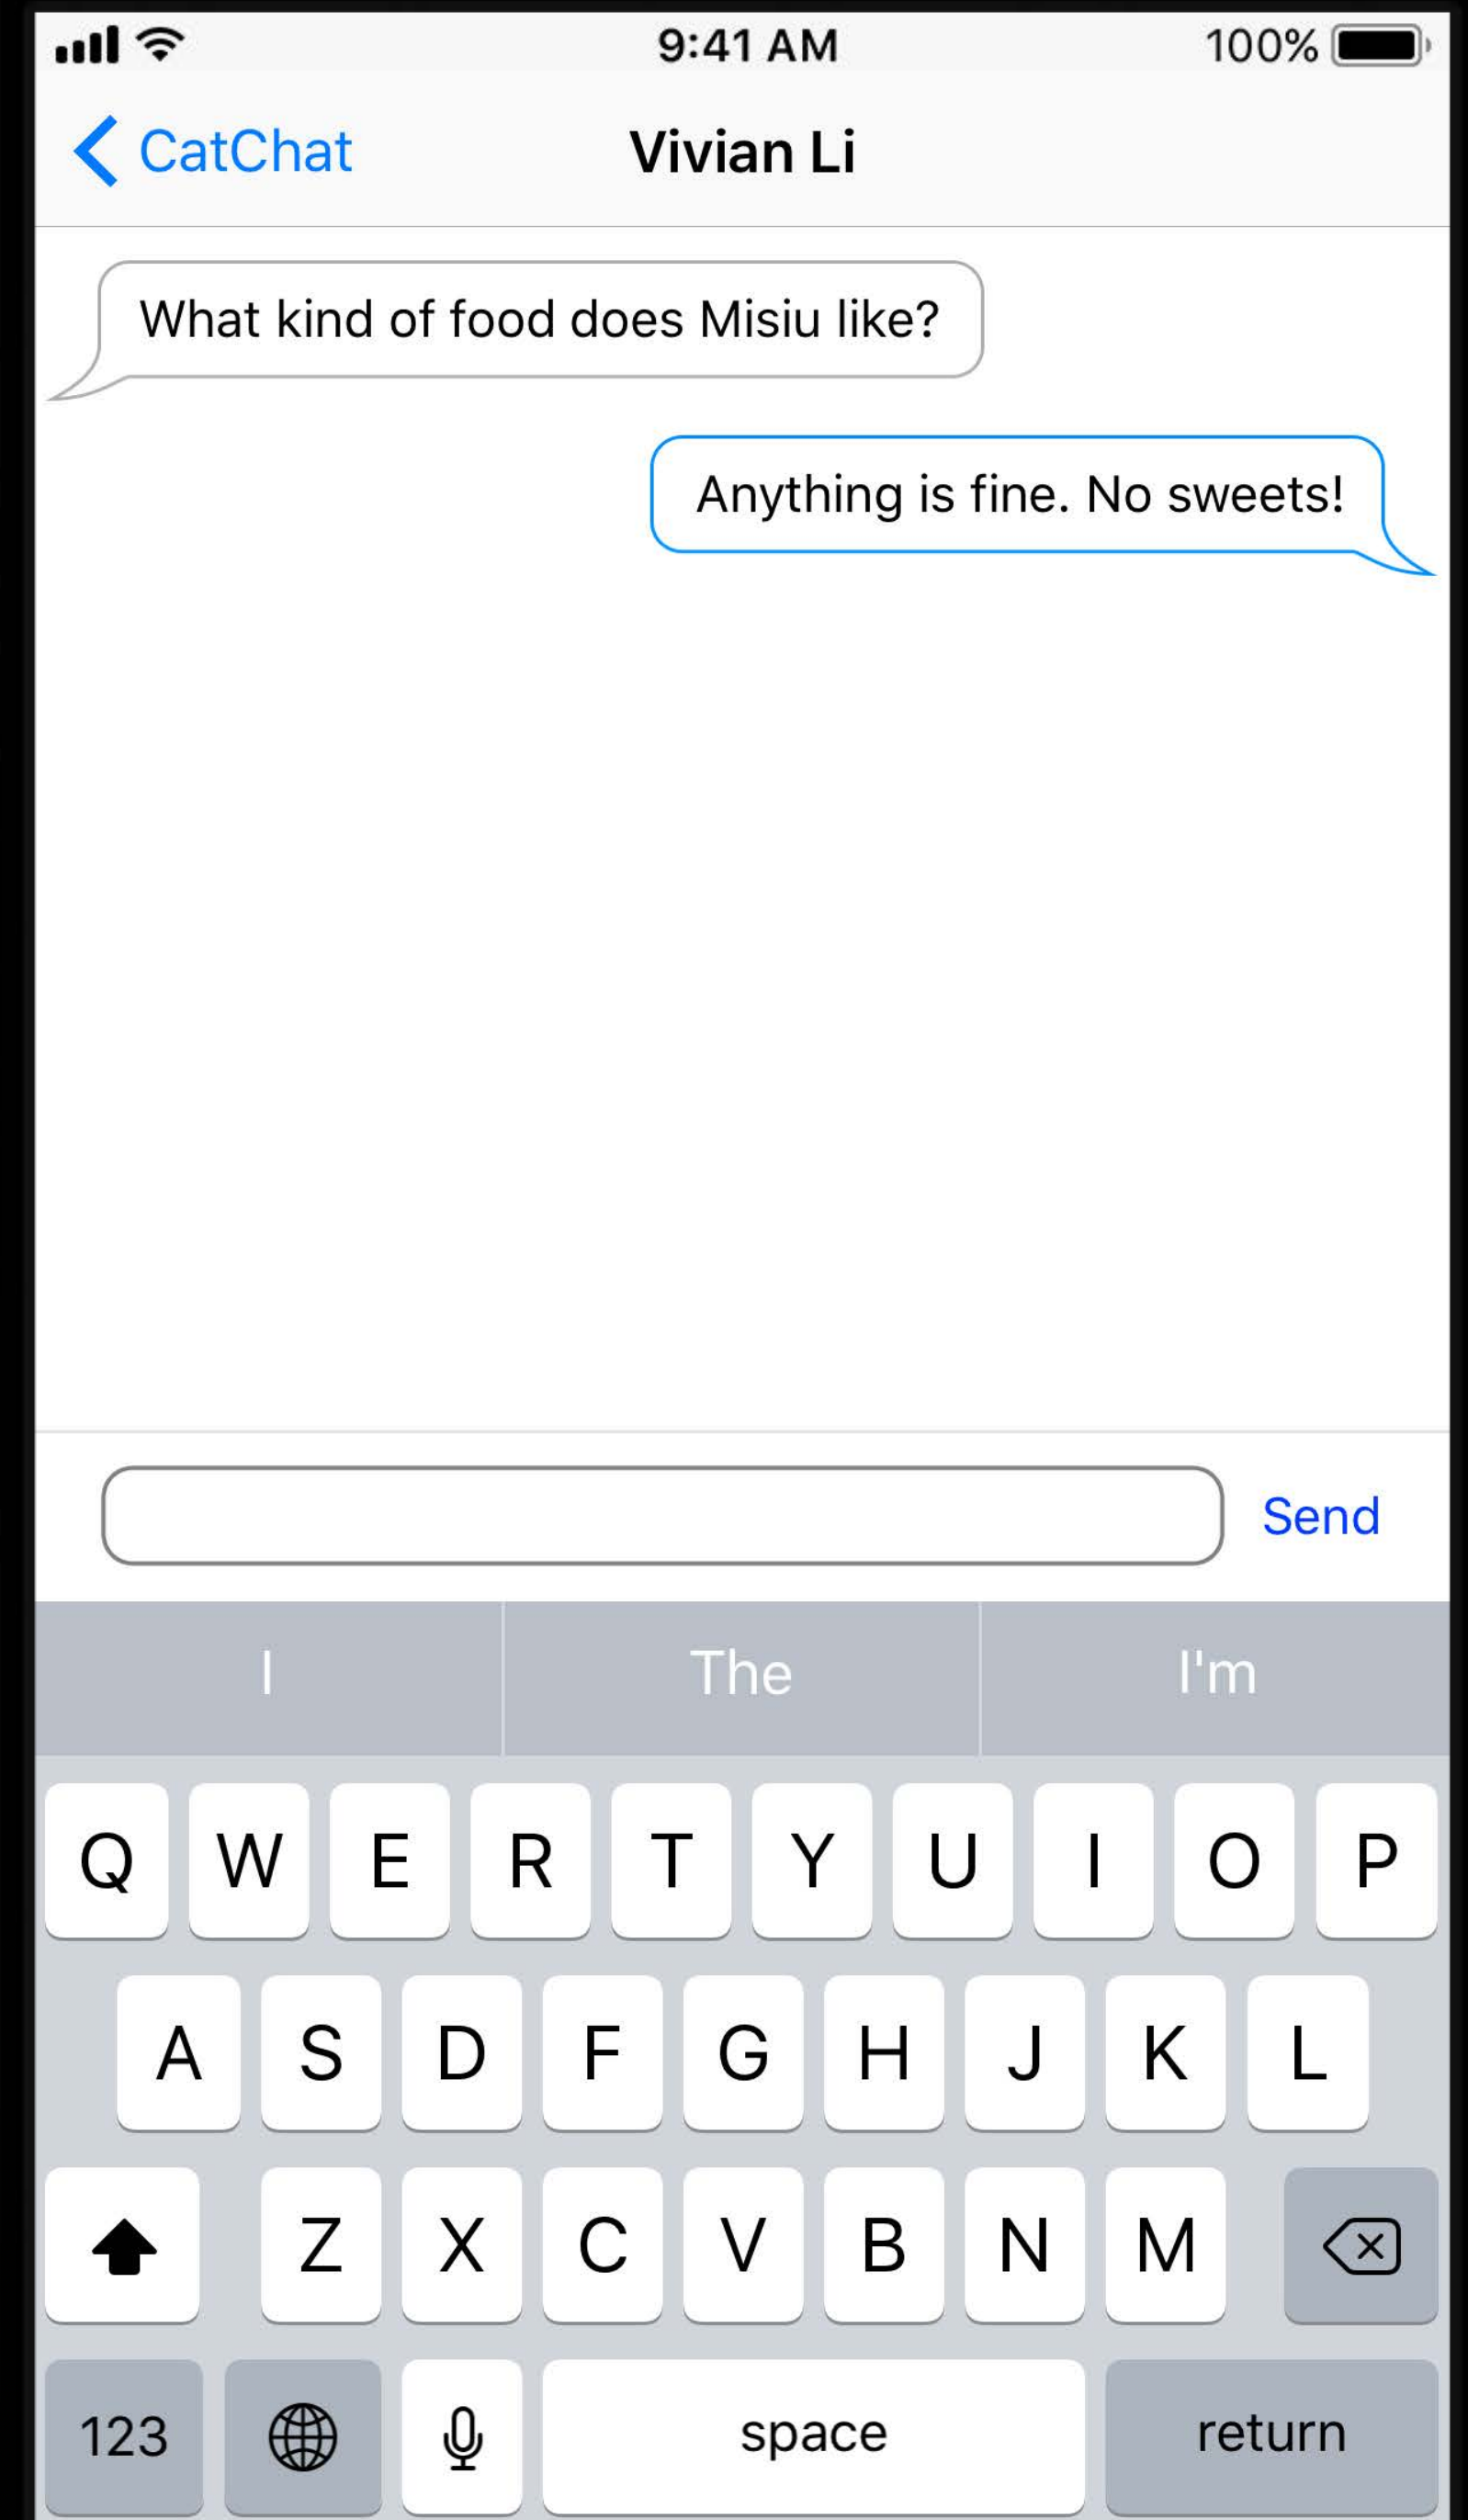 9:41 AM 100%
CatChat Vivian Li
What kind of food does Misiu like?
Anything is fine. No sweets!
Send
I The I'm
Q W E R T Y U I O P
A S D F G H J K L
Z X C V B N M
123 space return